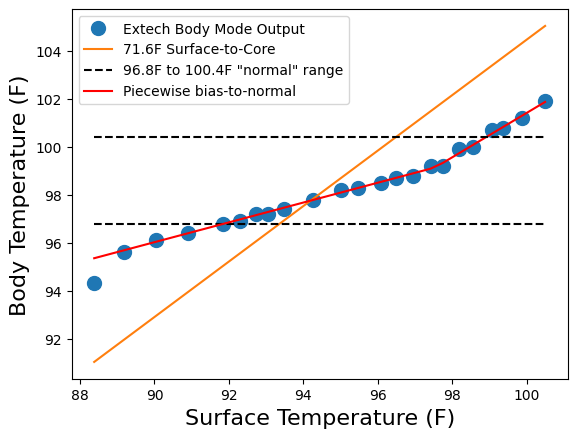 Extech Body Mode Output
71.6F Surface-to-Core
96.8F to 100.4F "normal" range
Piecewise bias-to-normal
Body Temperature (F)
104
102
100
98
96
94
92
88
90
92
94
96
98
100
Surface Temperature (F)